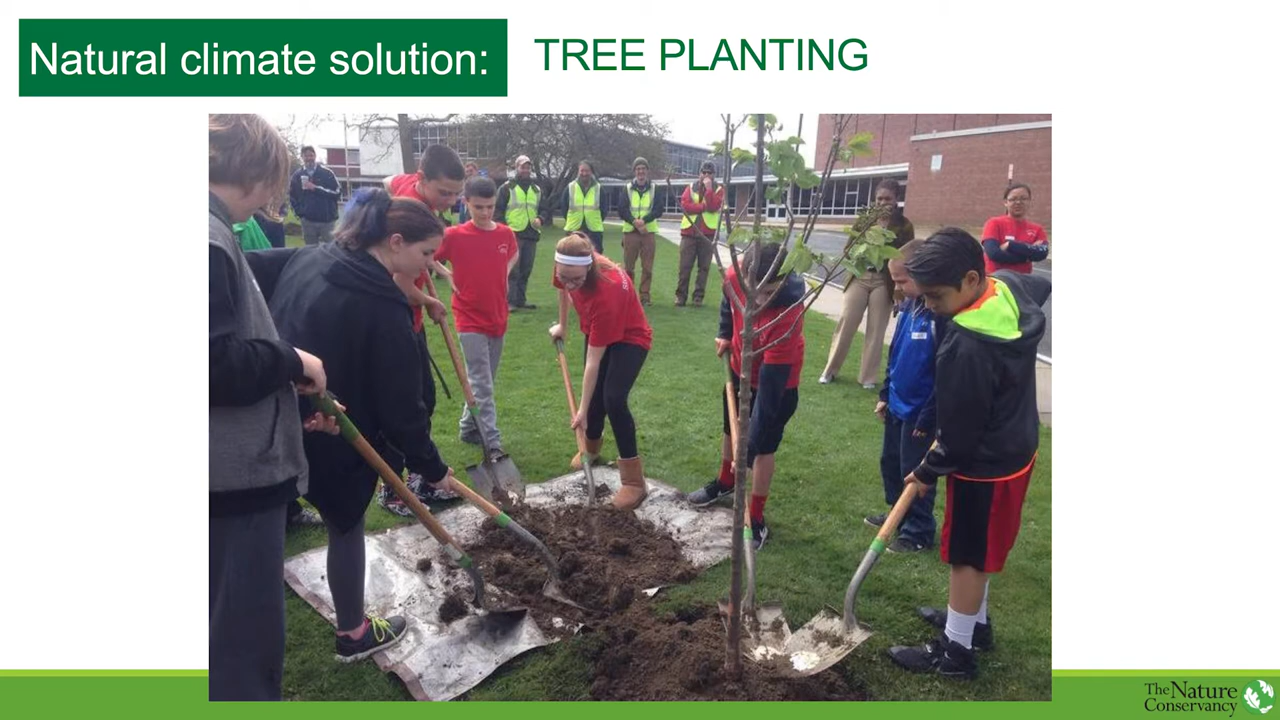 Natural climate solution:
TREE PLANTING
The Nature
Conservancy